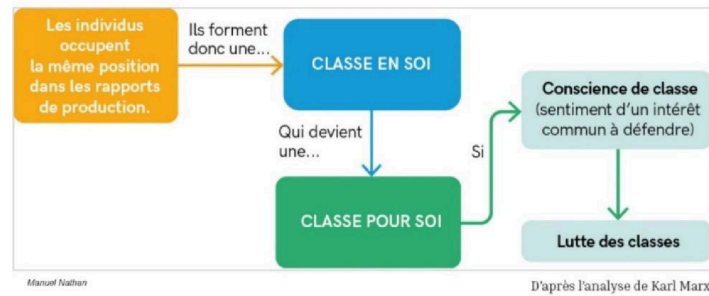 Les individus
occupent
la même position
dans les rapports
de production.
Ils forment
donc une...
CLASSE EN SOI
Qui devient
une...
CLASSE POUR SOI
Si
Conscience de classe
(sentiment d'un intérêt
commun à défendre)
Lutte des classes
Manuel Nathan
D'après l'analyse de Karl Marx